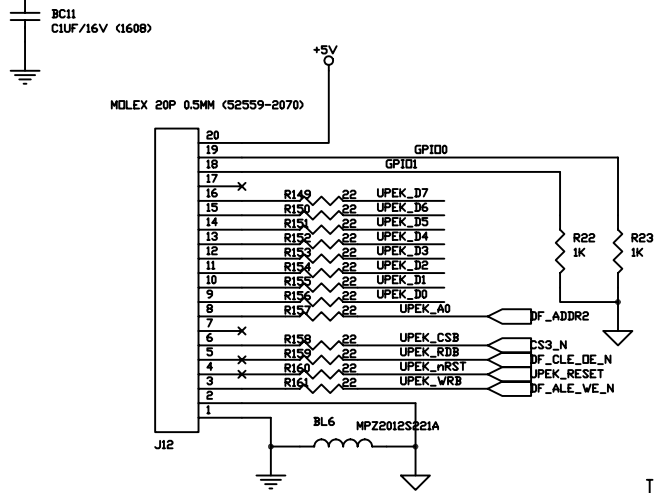 BC11
C1UF/16V (1608)
+5V
MOLEX 20P 0.5MM (52559-2070)
20
19 GPIO0
18 GPIO1
17
16 R149 22 UPEK_D7
15 R150 22 UPEK_D6
14 R151 22 UPEK_D5
13 R152 22 UPEK_D4
12 R153 22 UPEK_D3
11 R154 22 UPEK_D2
10 R155 22 UPEK_D1
9 R156 22 UPEK_D0
8 R157 22 UPEK_A0 DF_ADDR2
7
6 R158 22 UPEK_CSB CS3_N
5 R159 22 UPEK_RDB DF_CLE_OE_N
4 R160 22 UPEK_nRST UPEK_RESET
3 R161 22 UPEK_WRB DF_ALE_WE_N
2
1
R22
1K
R23
1K
J12
BL6 MPZ2012S221A
T